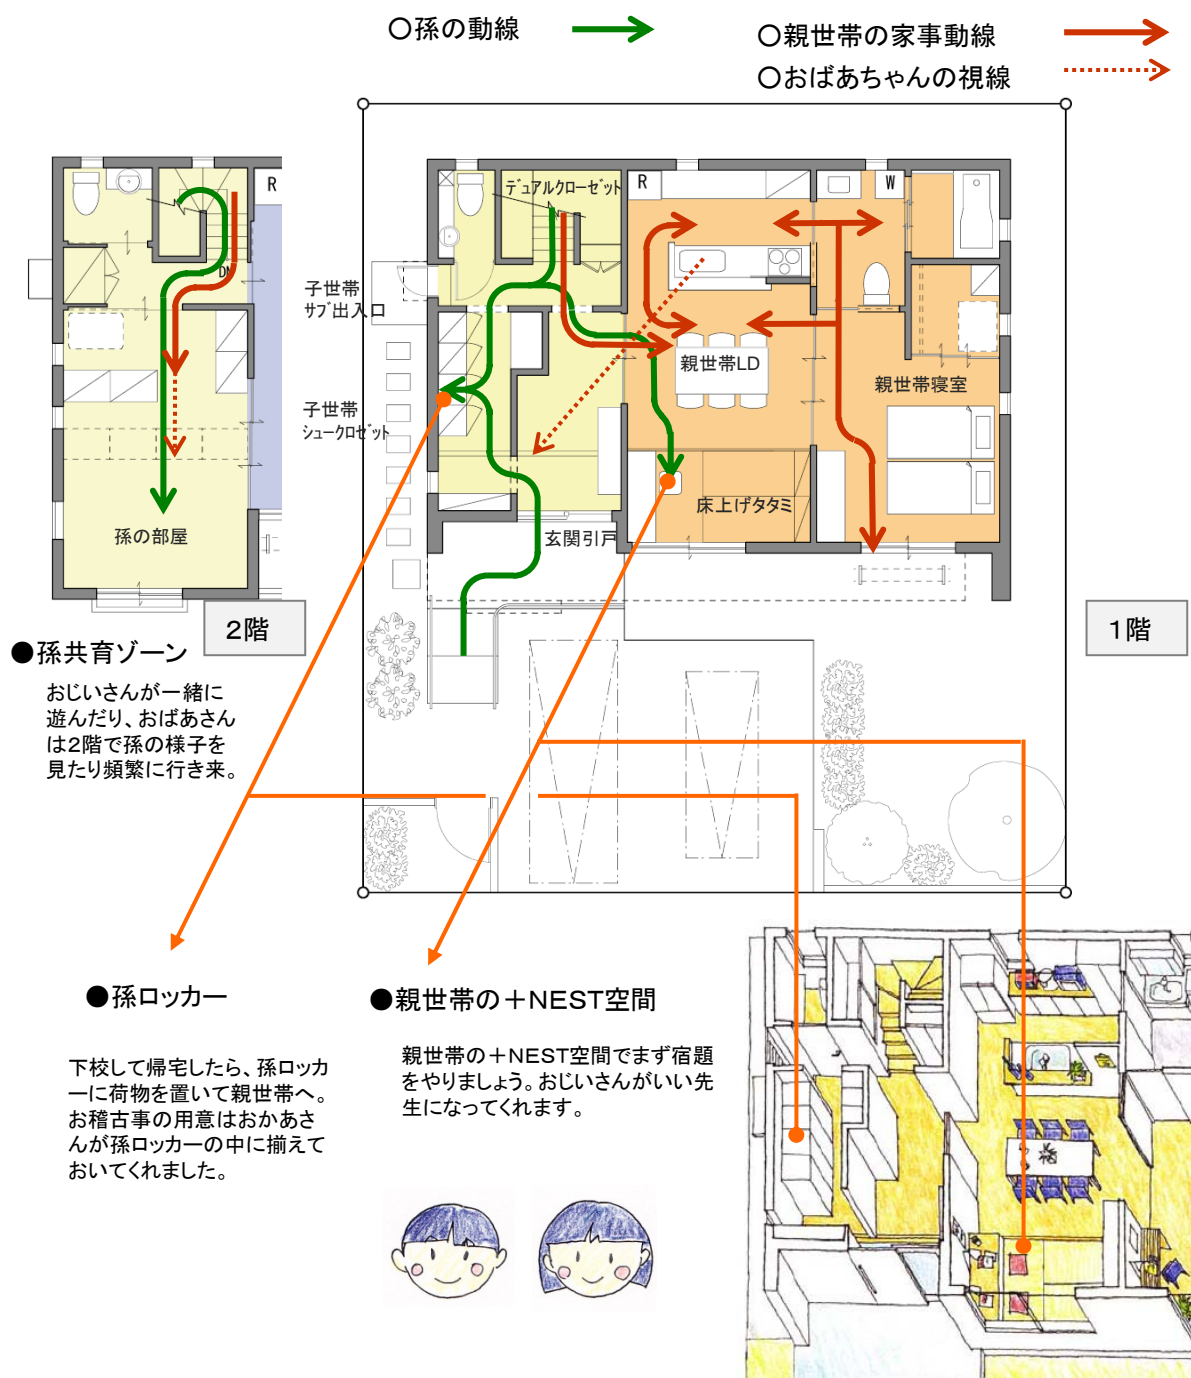 〇孫の動線
〇親世帯の家事動線
〇おばあちゃんの視線
R
DN
孫の部屋
2階
デュアルクローゼット
R
W
子世帯
サブ出入口
親世帯LD
親世帯寝室
子世帯
シュークロゼット
床上げタタミ
玄関引戸
1階
●孫共育ゾーン
おじいさんが一緒に
遊んだり、おばあさん
は2階で孫の様子を
見たり頻繁に行き来。
●孫ロッカー
下校して帰宅したら、孫ロッカ
ーに荷物を置いて親世帯へ。
お稽古事の用意はおかあさ
んが孫ロッカーの中に揃えて
おいてくれました。
●親世帯の＋NEST空間
親世帯の＋NEST空間でまず宿題
をやりましょう。おじいさんがいい先
生になってくれます。